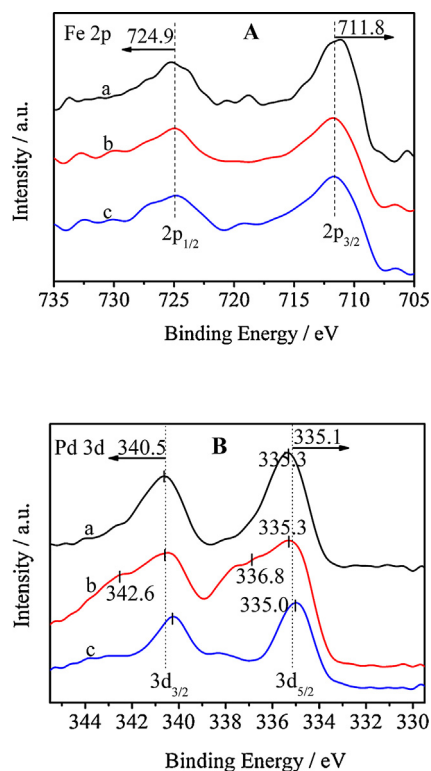 Fe 2p
724.9
A
711.8
a
b
c
2p1/2
2p3/2
Intensity / a.u.
735 730 725 720 715 710 705
Binding Energy / eV
Pd 3d
340.5
B
335.1
335.3
a
335.3
b
342.6
336.8
335.0
c
3d3/2
3d5/2
Intensity / a.u.
344 342 340 338 336 334 332 330
Binding Energy / eV